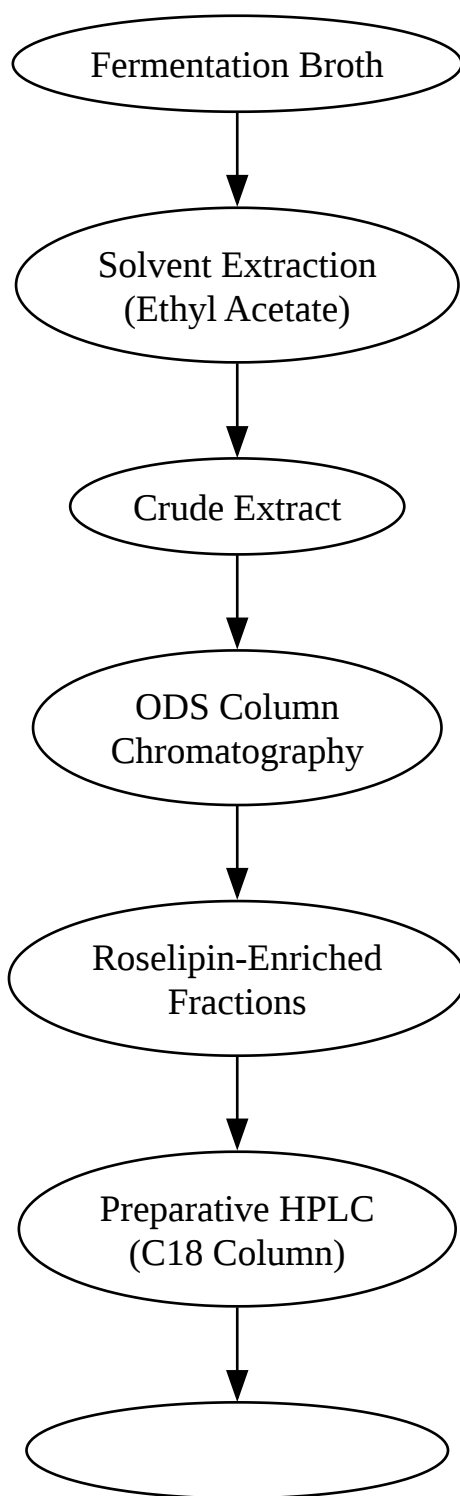 Fermentation Broth
Solvent Extraction
(Ethyl Acetate)
Crude Extract
ODS Column
Chromatography
Roselipin-Enriched
Fractions
Preparative HPLC
(C18 Column)